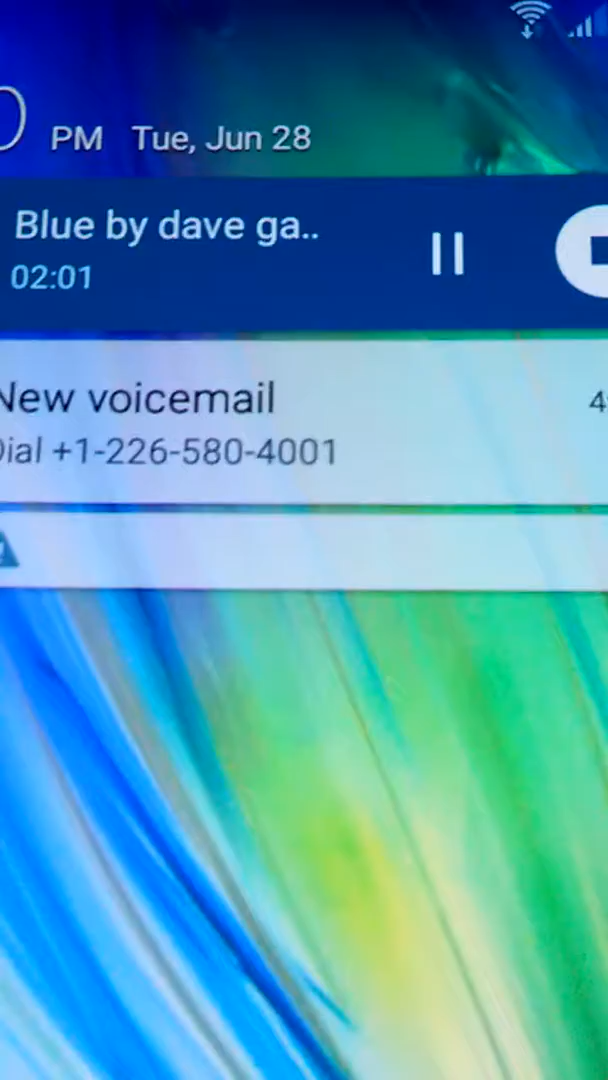 PM Tue, Jun 28
Blue by dave ga..
02:01
New voicemail
Dial +1-226-580-4001